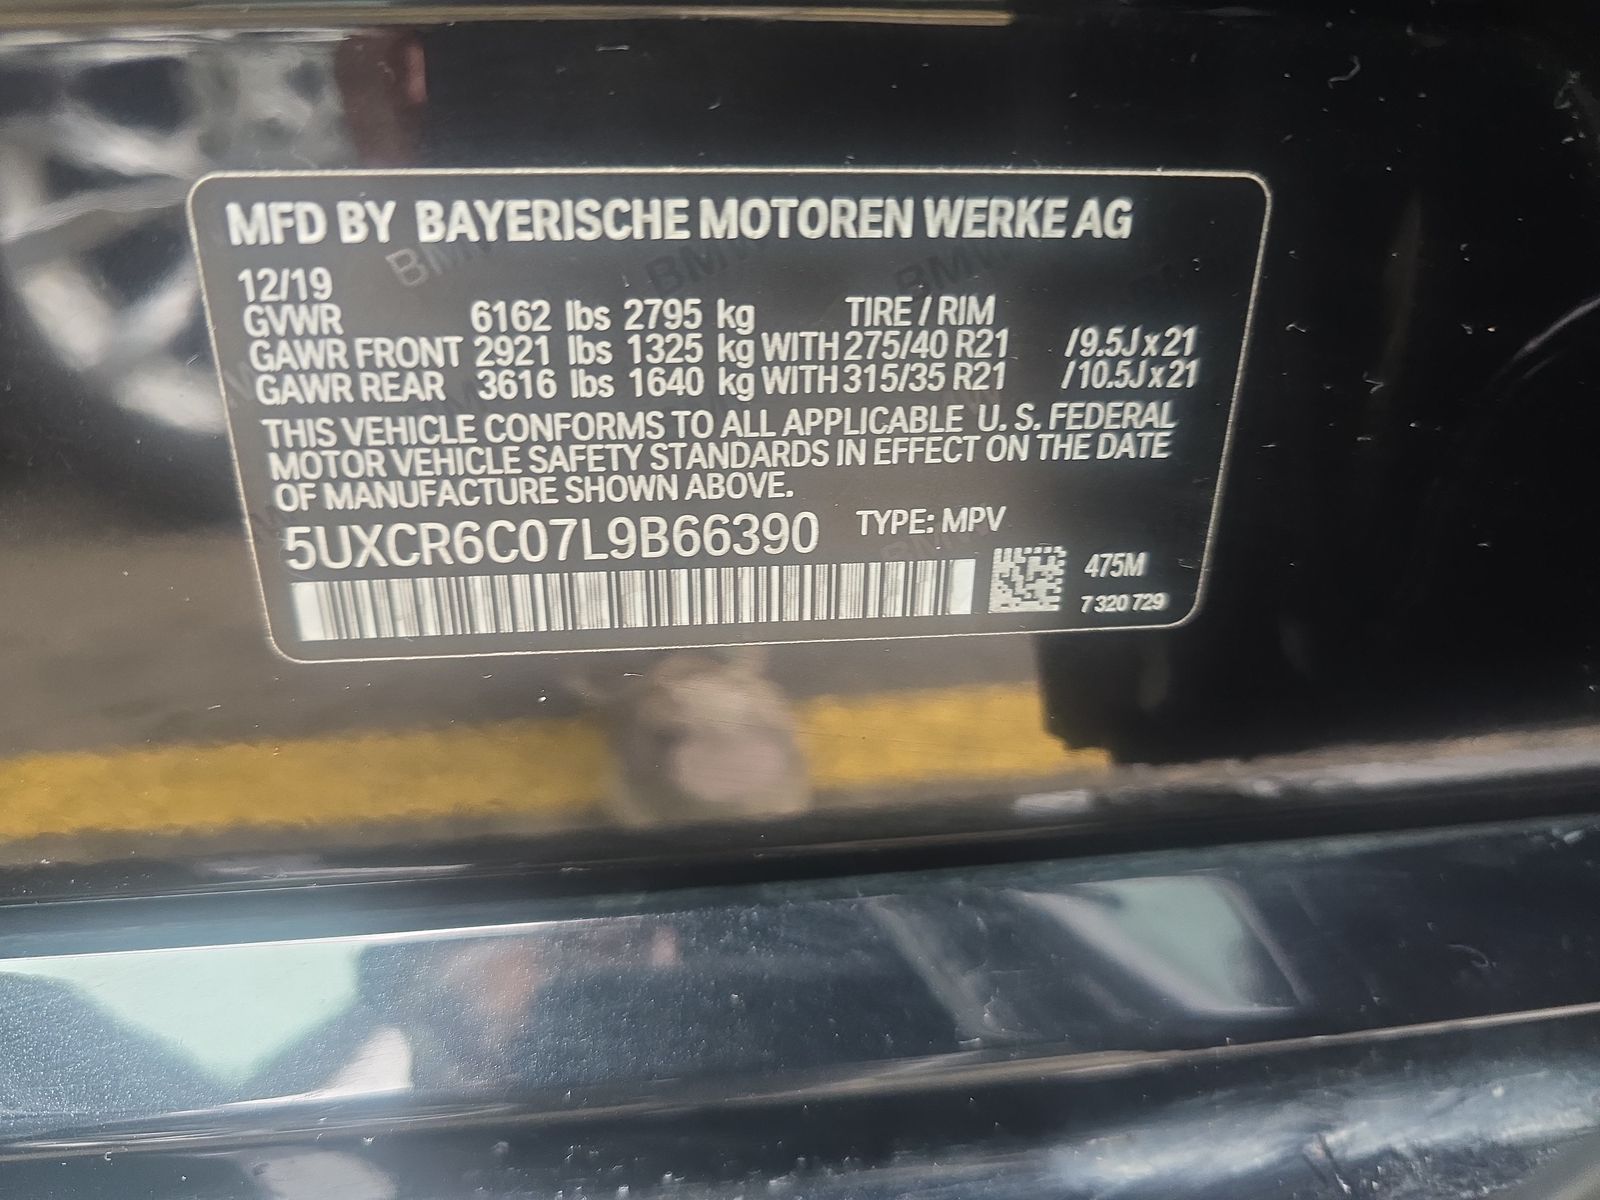 MFD BY BAYERISCHE MOTOREN WERKE AG
12/19
GVWR 6162 lbs 2795 kg TIRE / RIM
GAWR FRONT 2921 lbs 1325 kg WITH 275/40 R21 /9.5J x 21
GAWR REAR 3616 lbs 1640 kg WITH 315/35 R21 /10.5J x 21
THIS VEHICLE CONFORMS TO ALL APPLICABLE U. S. FEDERAL
MOTOR VEHICLE SAFETY STANDARDS IN EFFECT ON THE DATE
OF MANUFACTURE SHOWN ABOVE.
5UXCR6C07L9B66390 TYPE: MPV
475M
7 320 729